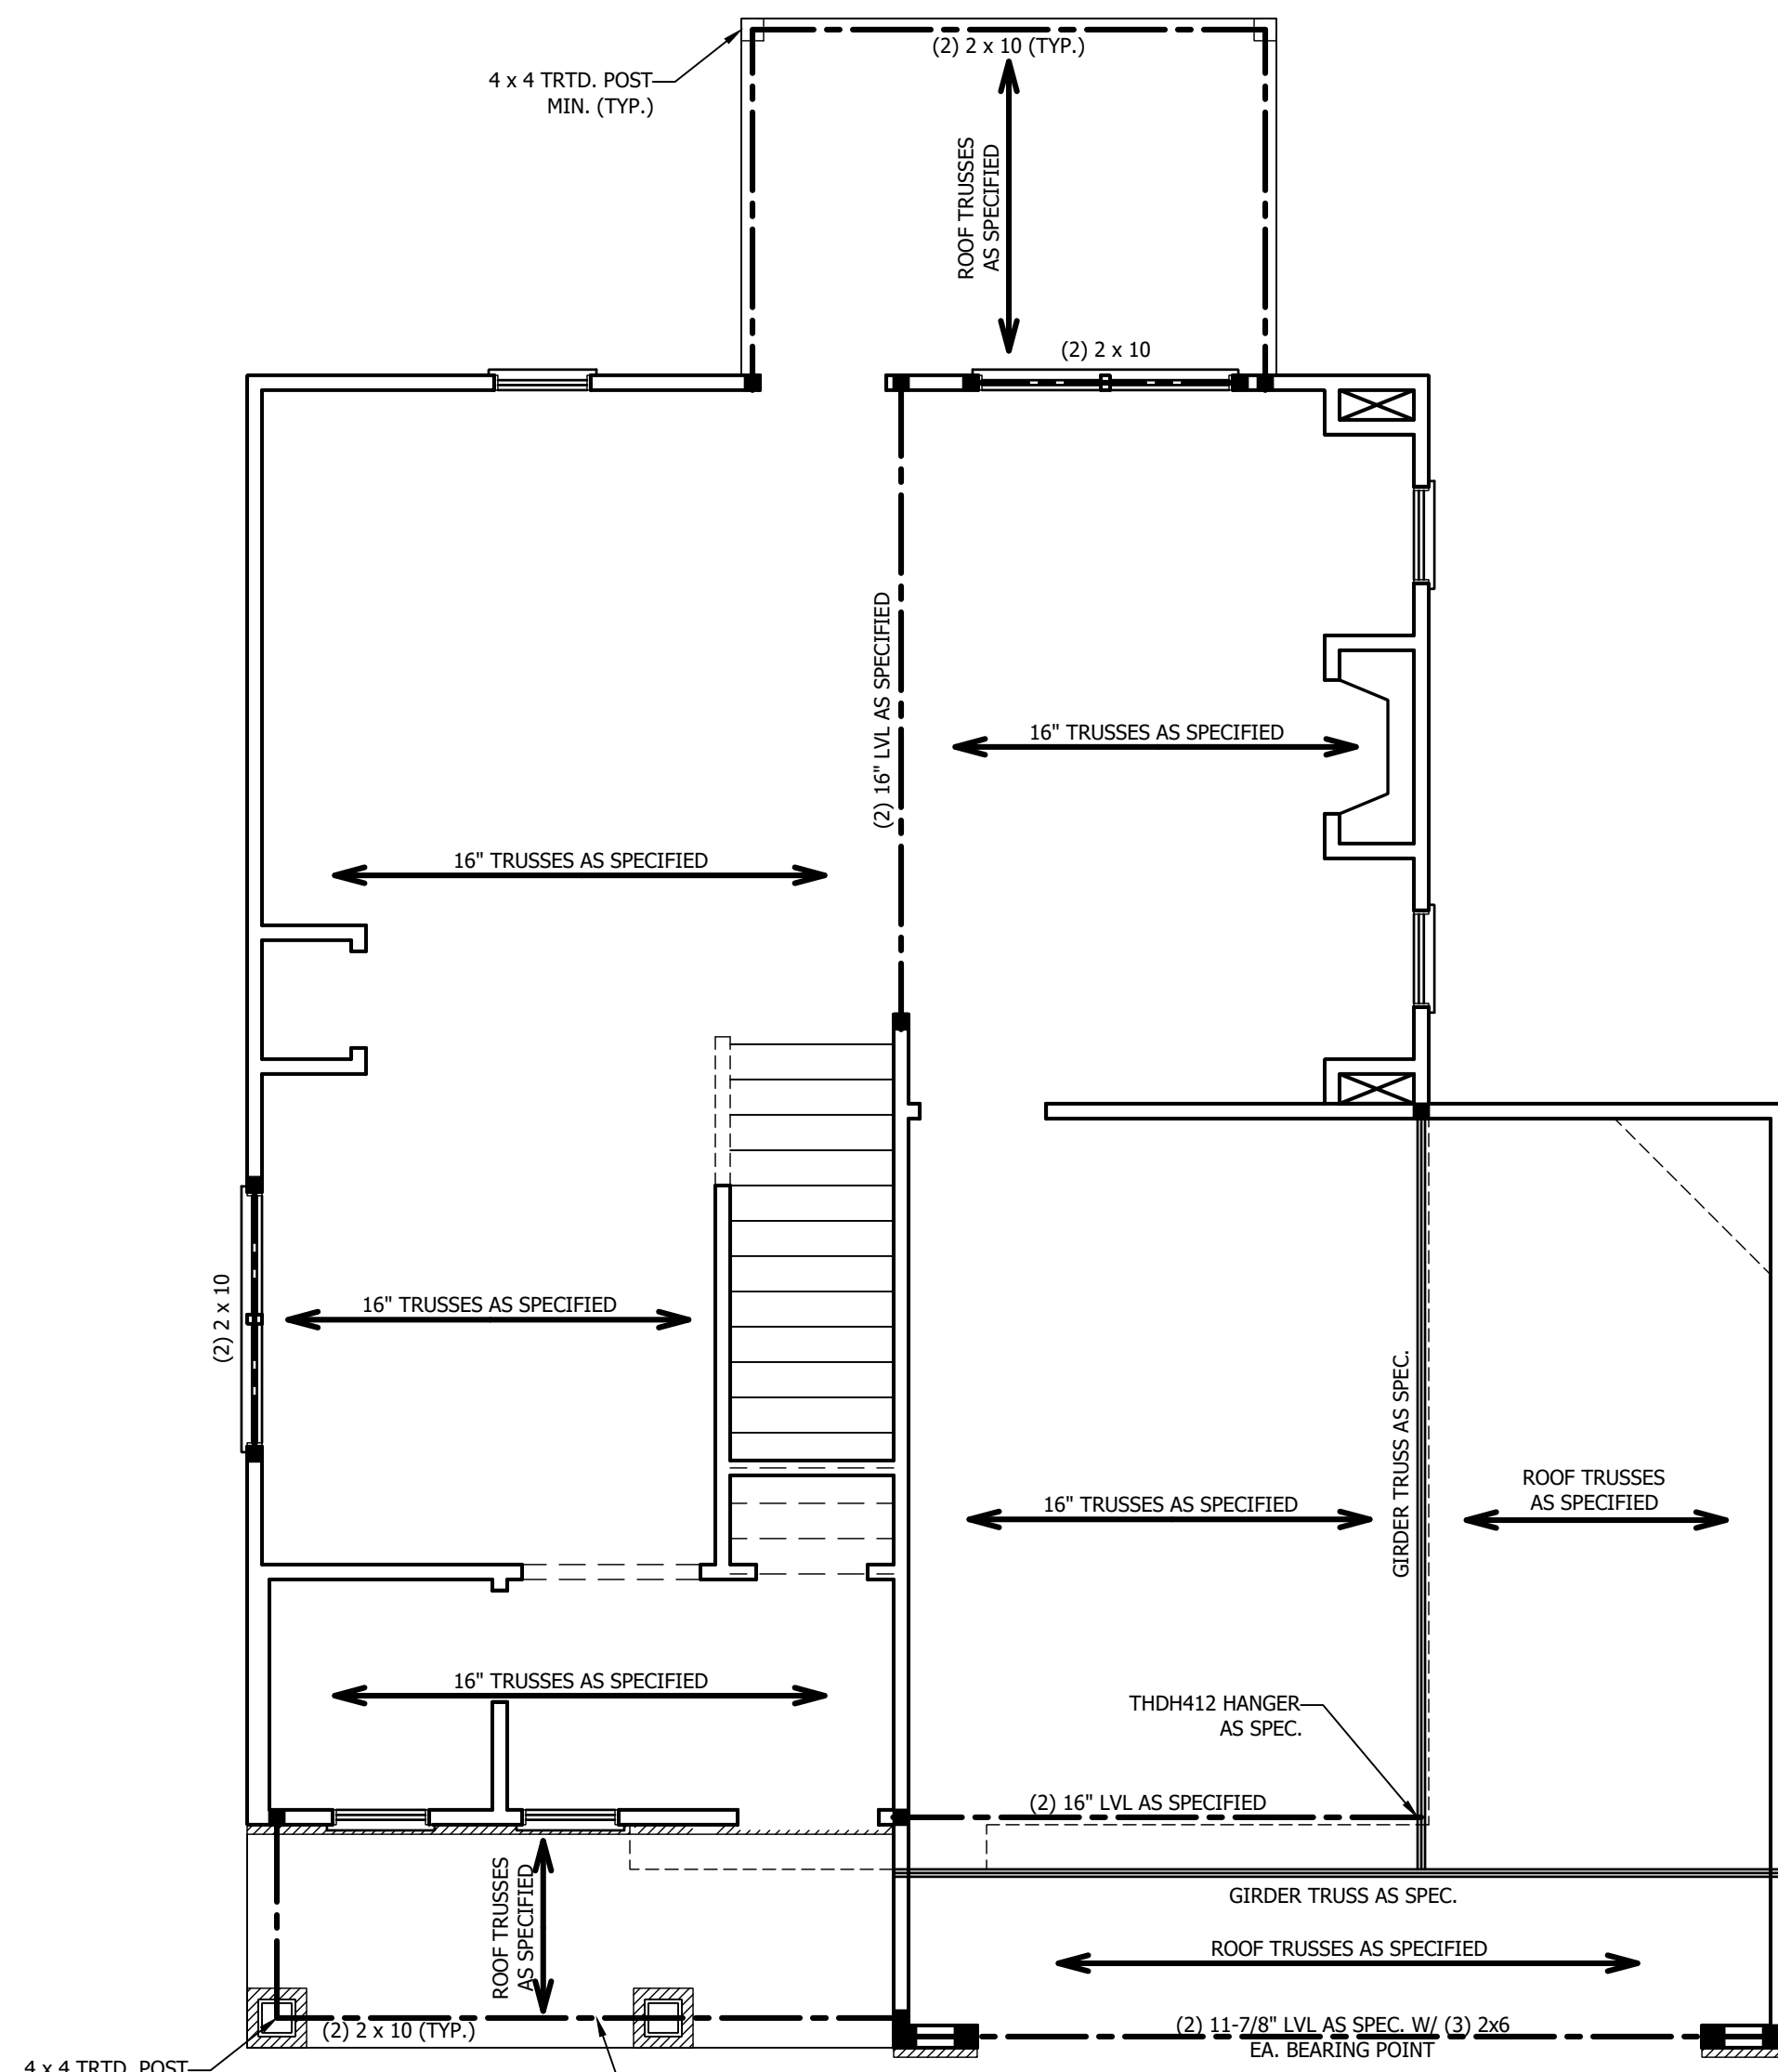 (2) 2 x 10 (TYP.)
4 x 4 TRTD. POST
MIN. (TYP.)
ROOF TRUSSES
AS SPECIFIED
(2) 2 x 10
(2) 16" LVL AS SPECIFIED
16" TRUSSES AS SPECIFIED
16" TRUSSES AS SPECIFIED
(2) 2 x 10
16" TRUSSES AS SPECIFIED
GIRDER TRUSS AS SPEC.
ROOF TRUSSES
AS SPECIFIED
16" TRUSSES AS SPECIFIED
16" TRUSSES AS SPECIFIED
THDH412 HANGER
AS SPEC.
(2) 16" LVL AS SPECIFIED
ROOF TRUSSES
AS SPECIFIED
GIRDER TRUSS AS SPEC.
ROOF TRUSSES AS SPECIFIED
(2) 2 x 10 (TYP.)
(2) 11-7/8" LVL AS SPEC. W/ (3) 2x6
EA. BEARING POINT
4 x 4 TRTD. POST